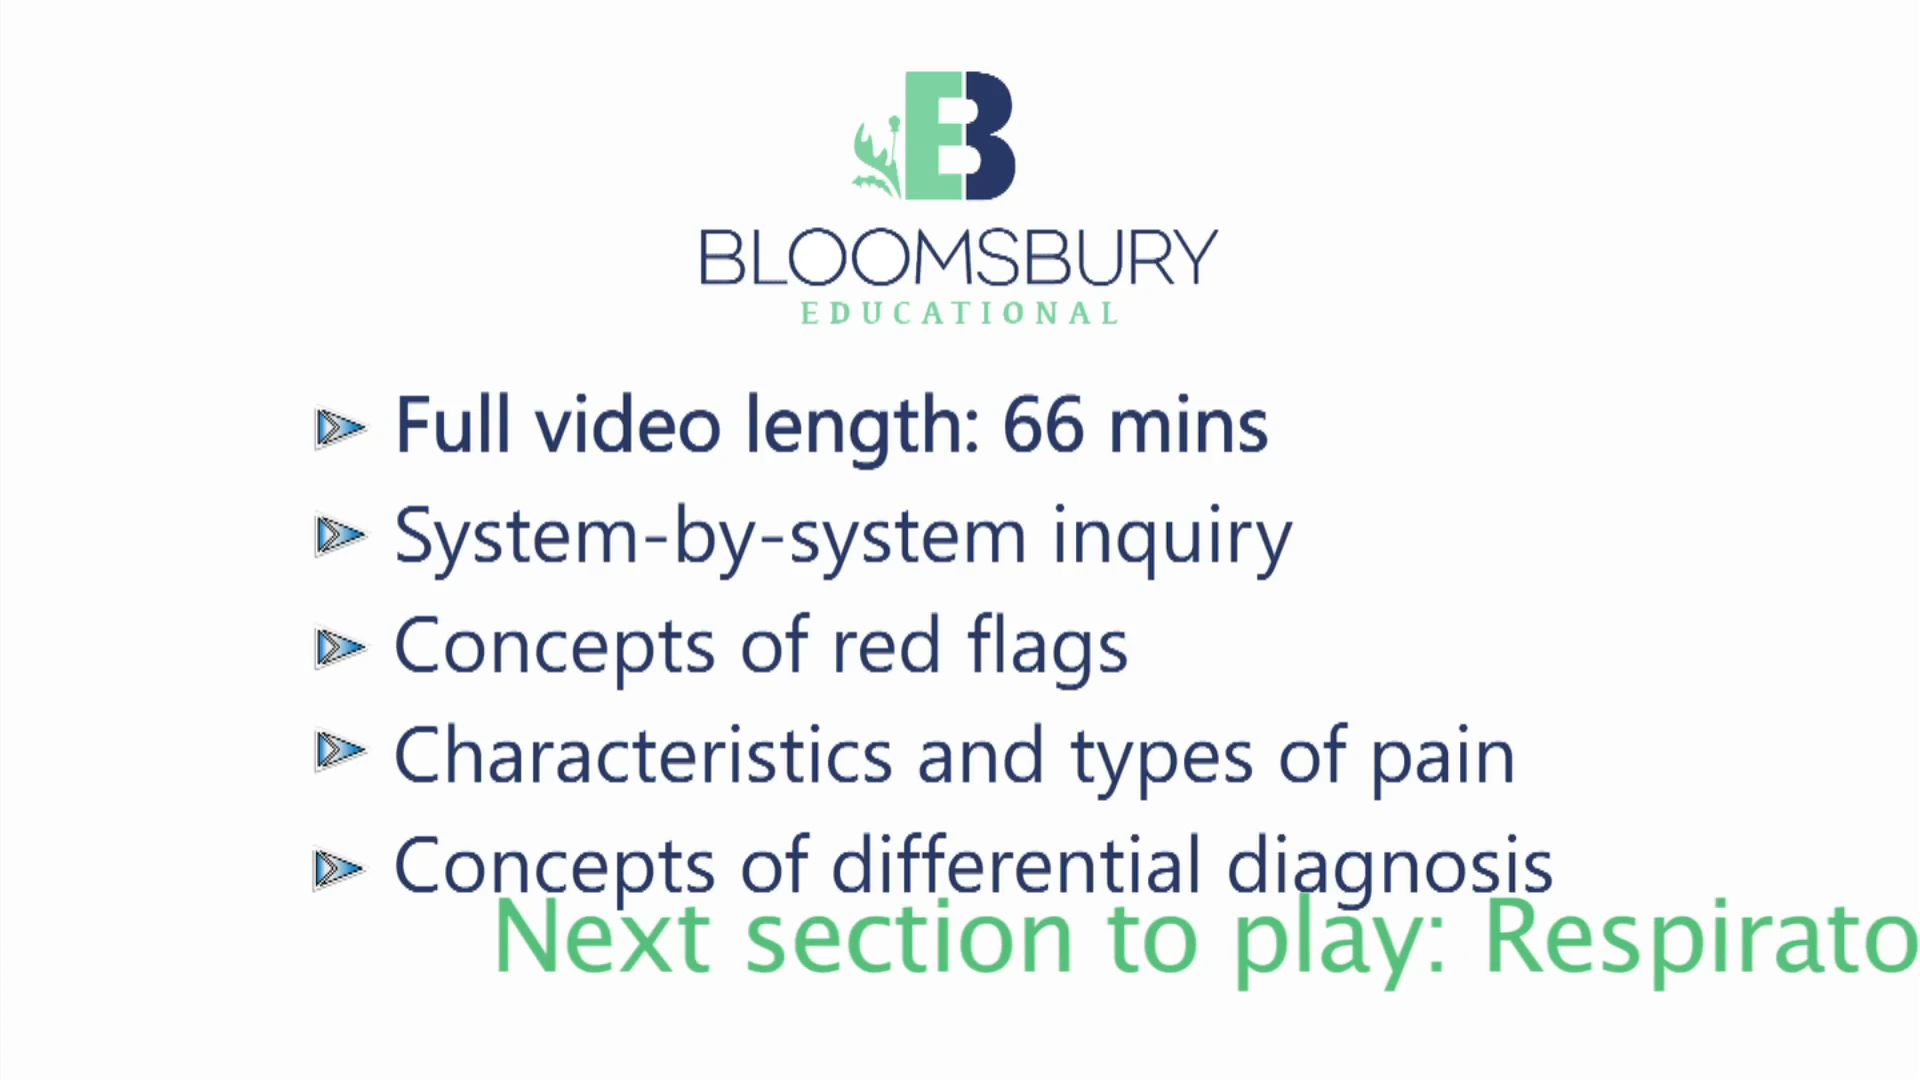 EB
BLOOMSBURY
EDUCATIONAL
Full video length: 66 mins
System-by-system inquiry
Concepts of red flags
Characteristics and types of pain
Concepts of differential diagnosis
Next section to play: Respirato